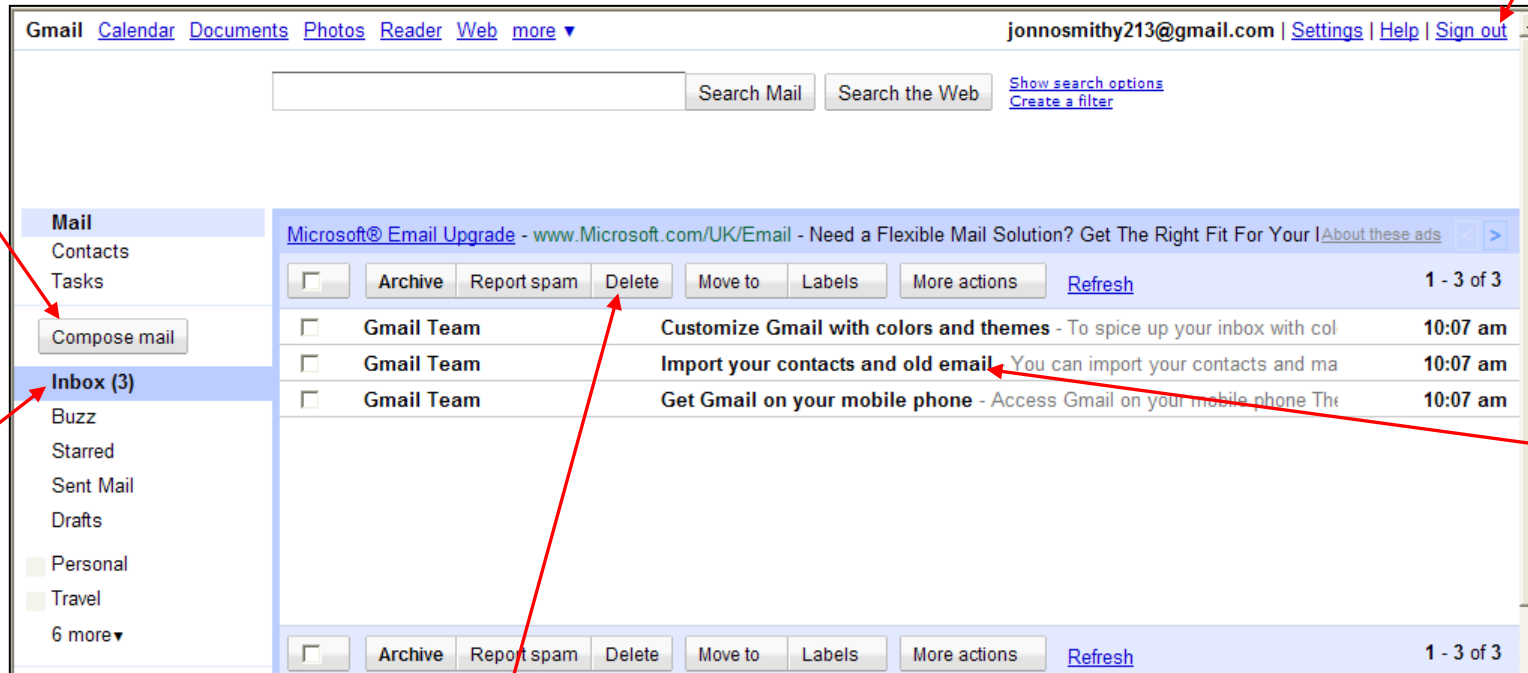 Gmail Calendar Documents Photos Reader Web more ▼ jonnosmithy213@gmail.com | Settings | Help | Sign out
Search Mail Search the Web Show search options
Create a filter
Mail
Contacts
Tasks
Compose mail
Inbox (3)
Buzz
Starred
Sent Mail
Drafts
Personal
Travel
6 more▼
Microsoft® Email Upgrade - www.Microsoft.com/UK/Email - Need a Flexible Mail Solution? Get The Right Fit For Your About these ads < >
Archive Report spam Delete Move to Labels More actions Refresh 1 - 3 of 3
Gmail Team Customize Gmail with colors and themes - To spice up your inbox with col 10:07 am
Gmail Team Import your contacts and old email - You can import your contacts and ma 10:07 am
Gmail Team Get Gmail on your mobile phone - Access Gmail on your mobile phone The 10:07 am
Archive Report spam Delete Move to Labels More actions Refresh 1 - 3 of 3